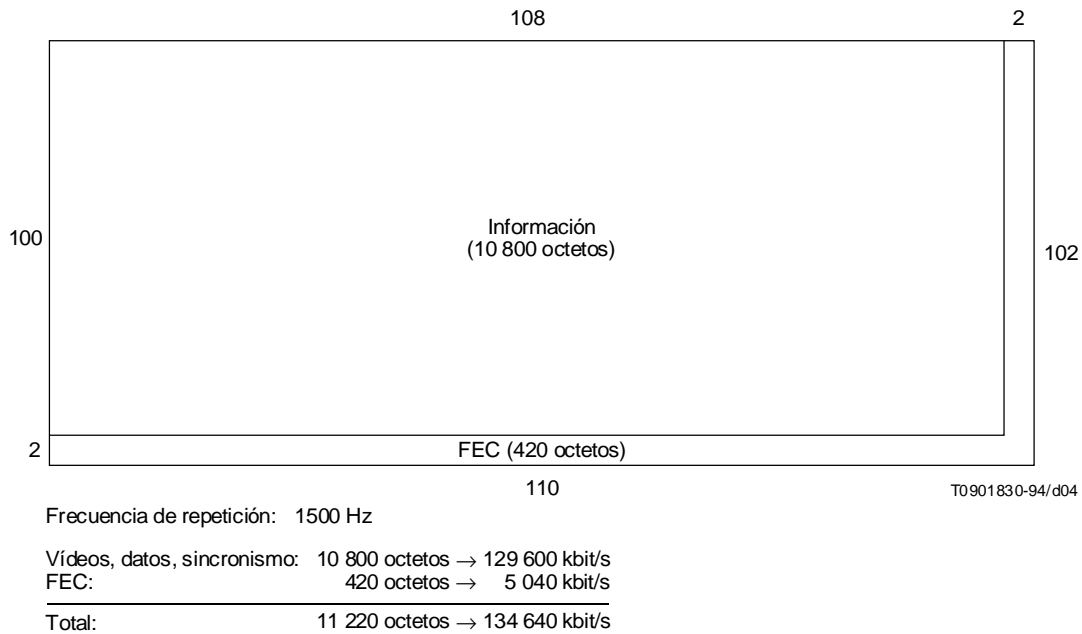 108 2
Información
(10 800 octetos)
100
102
2
FEC (420 octetos)
110
T0901830-94/d04
Frecuencia de repetición: 1500 Hz
Vídeos, datos, sincronismo: 10 800 octetos → 129 600 kbit/s
FEC: 420 octetos → 5 040 kbit/s
Total: 11 220 octetos → 134 640 kbit/s